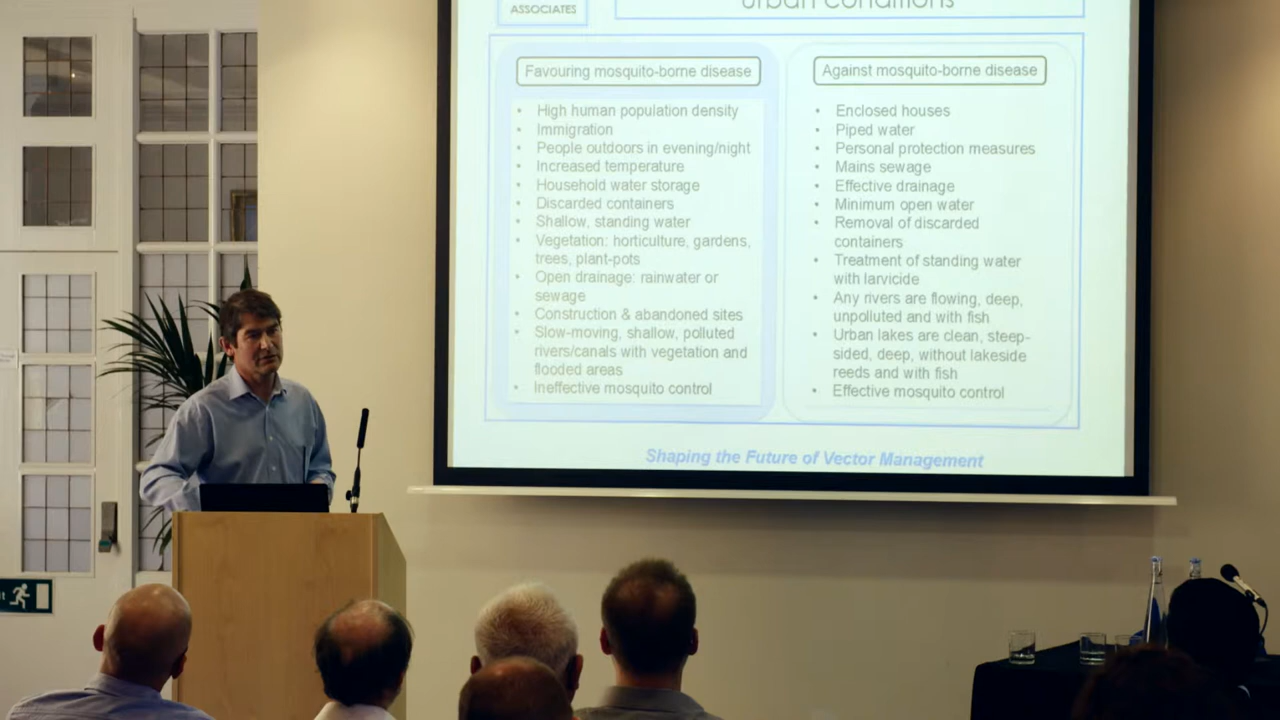 ASSOCIATES
Urban conditions
Favouring mosquito-borne disease
• High human population density
• Immigration
• People outdoors in evening/night
• Increased temperature
• Household water storage
• Discarded containers
• Shallow, standing water
• Vegetation: horticulture, gardens,
trees, plant-pots
• Open drainage: rainwater or
sewage
• Construction & abandoned sites
• Slow-moving, shallow, polluted
rivers/canals with vegetation and
flooded areas
• Ineffective mosquito control
Against mosquito-borne disease
• Enclosed houses
• Piped water
• Personal protection measures
• Mains sewage
• Effective drainage
• Minimum open water
• Removal of discarded
containers
• Treatment of standing water
with larvicide
• Any rivers are flowing, deep,
unpolluted and with fish
• Urban lakes are clean, steep-
sided, deep, without lakeside
reeds and with fish
• Effective mosquito control
Shaping the Future of Vector Management